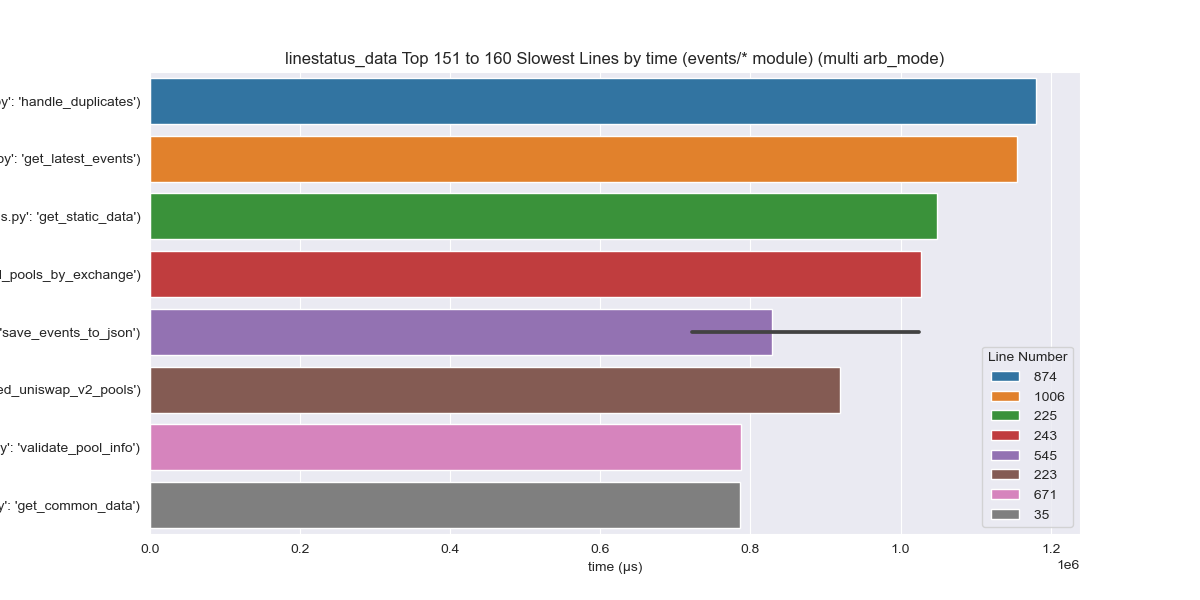 linestatus_data Top 151 to 160 Slowest Lines by time (events/* module) (multi arb_mode)
y': 'handle_duplicates')
py': 'get_latest_events')
s.py': 'get_static_data')
l_pools_by_exchange')
'save_events_to_json')
ed_uniswap_v2_pools')
y': 'validate_pool_info')
y': 'get_common_data')
Line Number
874
1006
225
243
545
223
671
35
0.0 0.2 0.4 0.6 0.8 1.0 1.2
1e6
time (µs)